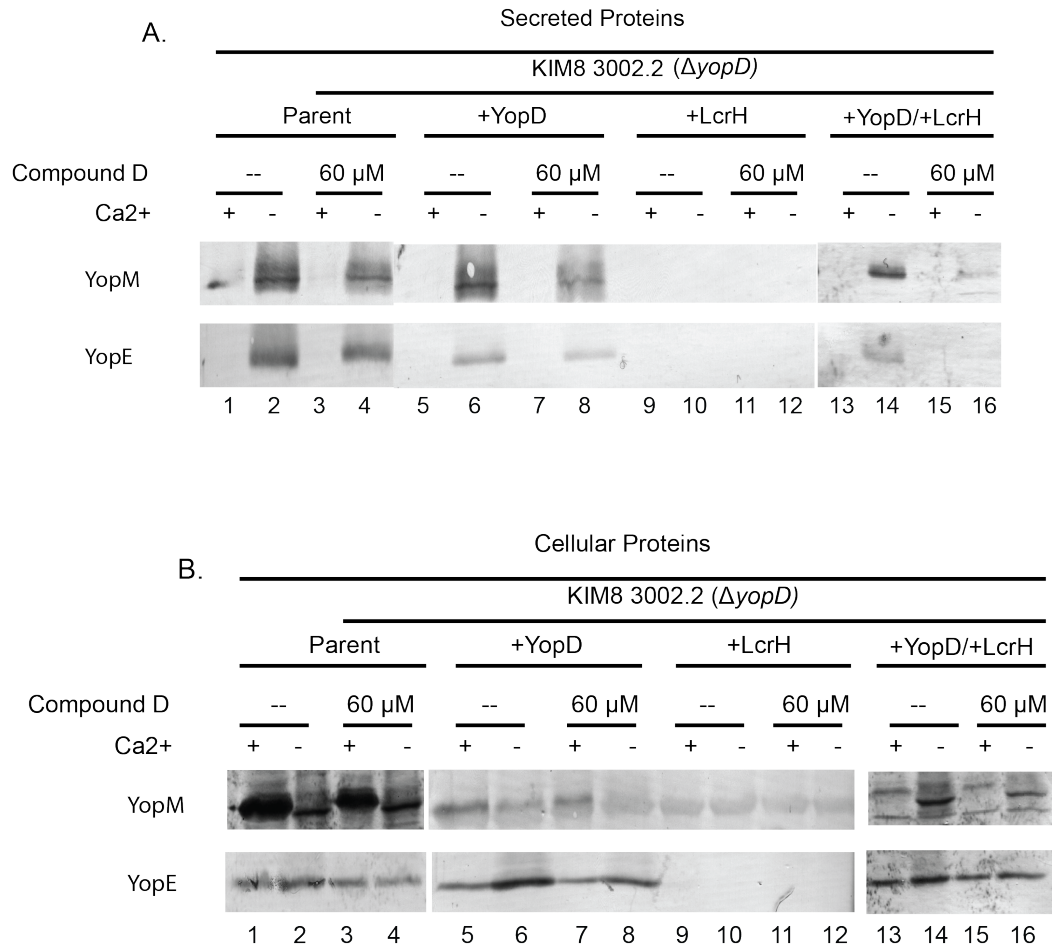 A.
Secreted Proteins
KIM8 3002.2 (ΔyopD)
Parent +YopD +LcrH +YopD/+LcrH
Compound D -- 60 µM -- 60 µM -- 60 µM -- 60 µM
Ca2+ + - + - + - + - + - + - + - + -
YopM
YopE
1 2 3 4 5 6 7 8 9 10 11 12 13 14 15 16
Cellular Proteins
B.
KIM8 3002.2 (ΔyopD)
Parent +YopD +LcrH +YopD/+LcrH
Compound D -- 60 µM -- 60 µM -- 60 µM -- 60 µM
Ca2+ + - + - + - + - + - + - + - + -
YopM
YopE
1 2 3 4 5 6 7 8 9 10 11 12 13 14 15 16